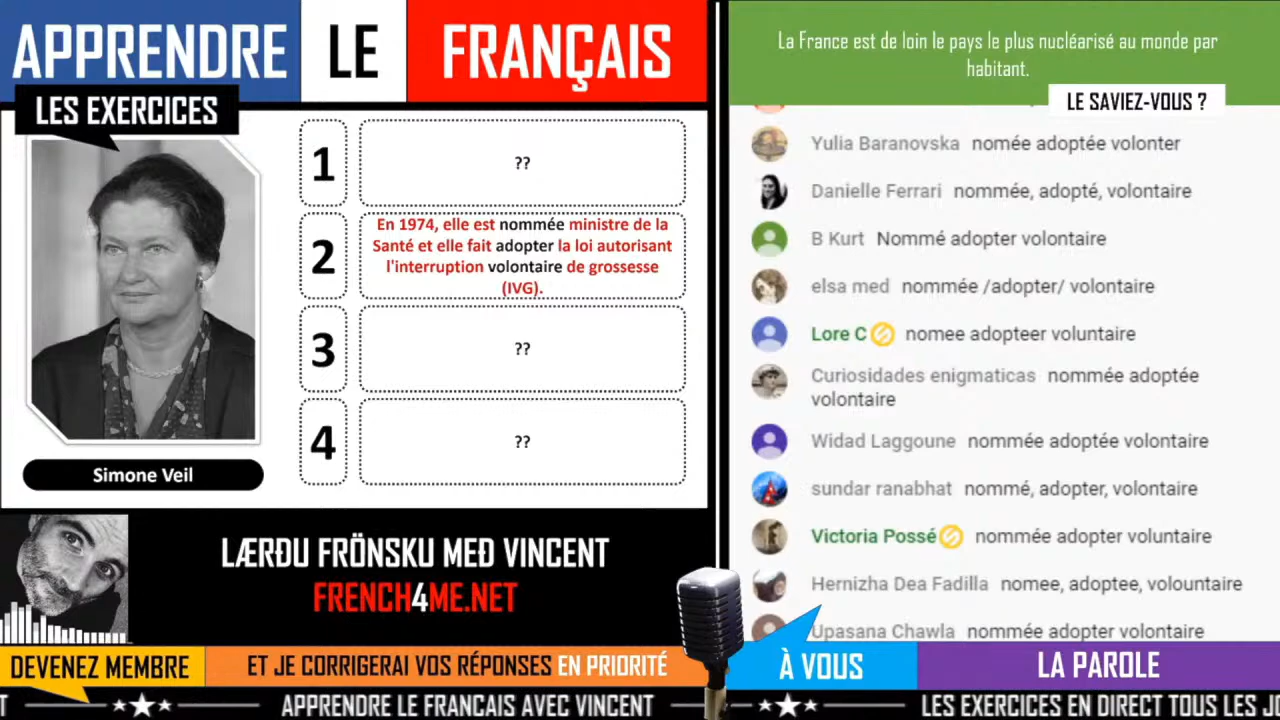 APPRENDRE LE FRANÇAIS
LES EXERCICES
1
??
2
En 1974, elle est nommée ministre de la
Santé et elle fait adopter la loi autorisant
l'interruption volontaire de grossesse
(IVG).
3
??
4
??
Simone Veil
LÆRÐU FRÖNSKU MEÐ VINCENT
FRENCH4ME.NET
DEVENEZ MEMBRE
ET JE CORRIGERAI VOS RÉPONSES EN PRIORITÉ
La France est de loin le pays le plus nucléarisé au monde par
habitant.
LE SAVIEZ-VOUS ?
Yulia Baranovska nomée adoptée volonter
Danielle Ferrari nommée, adopté, volontaire
B Kurt Nommé adopter volontaire
elsa med nommée /adopter/ volontaire
Lore C nomee adopteer voluntaire
Curiosidades enigmaticas nommée adoptée
volontaire
Widad Laggoune nommée adoptée volontaire
sundar ranabhat nommé, adopter, volontaire
Victoria Possé nommée adopter voluntaire
Hernizha Dea Fadilla nomee, adoptee, volountaire
Upasana Chawla nommée adopter volontaire
À VOUS
LA PAROLE
T
APPRENDRE LE FRANCAIS AVEC VINCENT
LES EXERCICES EN DIRECT TOUS LES JO